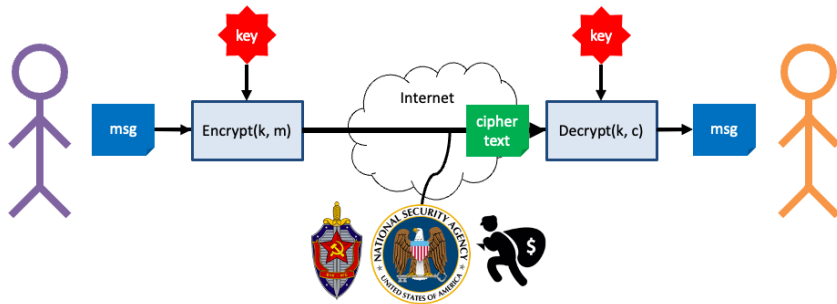 key
key
Internet
msg
Encrypt(k, m)
cipher
text
Decrypt(k, c)
msg
NATIONAL SECURITY AGENCY
UNITED STATES OF AMERICA
$